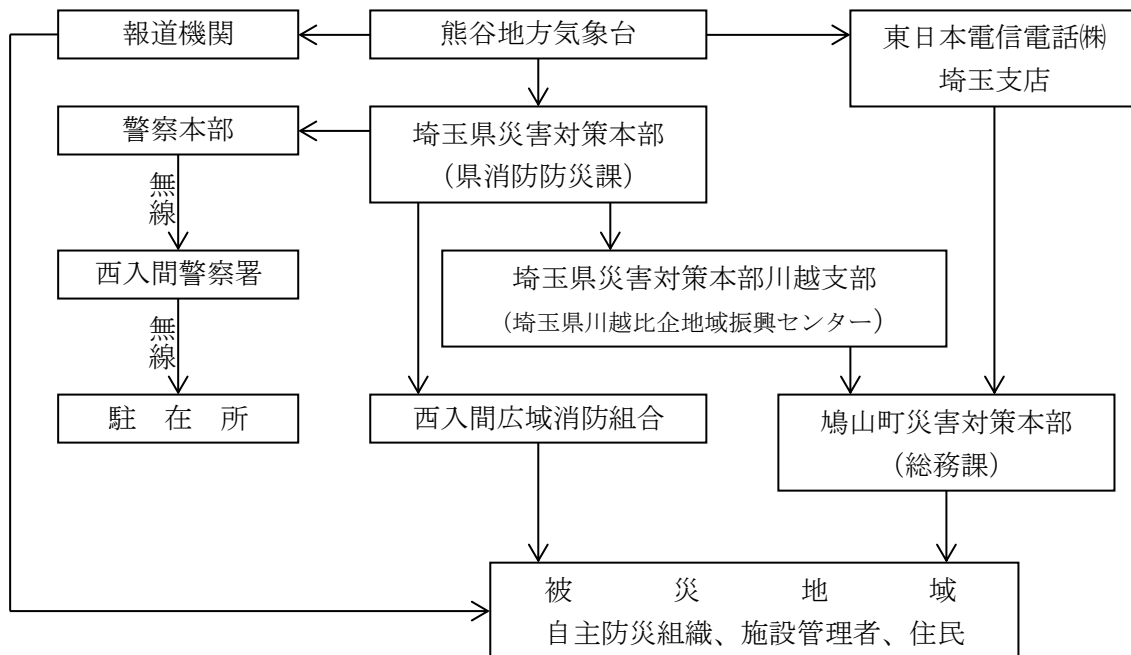 報道機関
熊谷地方気象台
東日本電信電話㈱
埼玉支店
警察本部
埼玉県災害対策本部
（県消防防災課）
無線
西入間警察署
埼玉県災害対策本部川越支部
（埼玉県川越比企地域振興センター）
無線
駐在所
西入間広域消防組合
鳩山町災害対策本部
（総務課）
被災地域
自主防災組織、施設管理者、住民